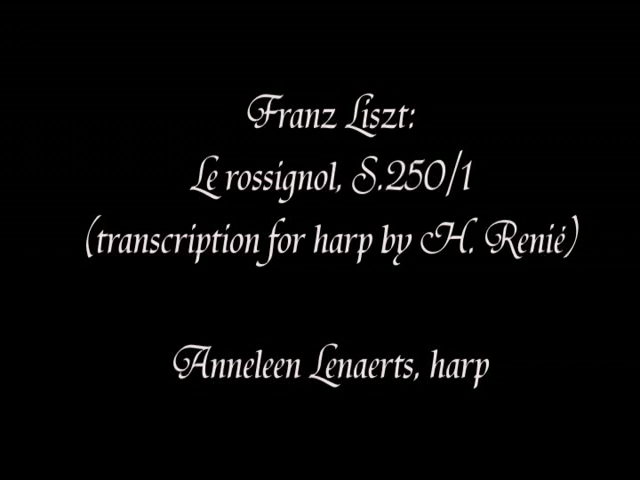 Franz Liszt:
Le rossignol, S.250/1
(transcription for harp by H. Renié)
Anneleen Lenaerts, harp